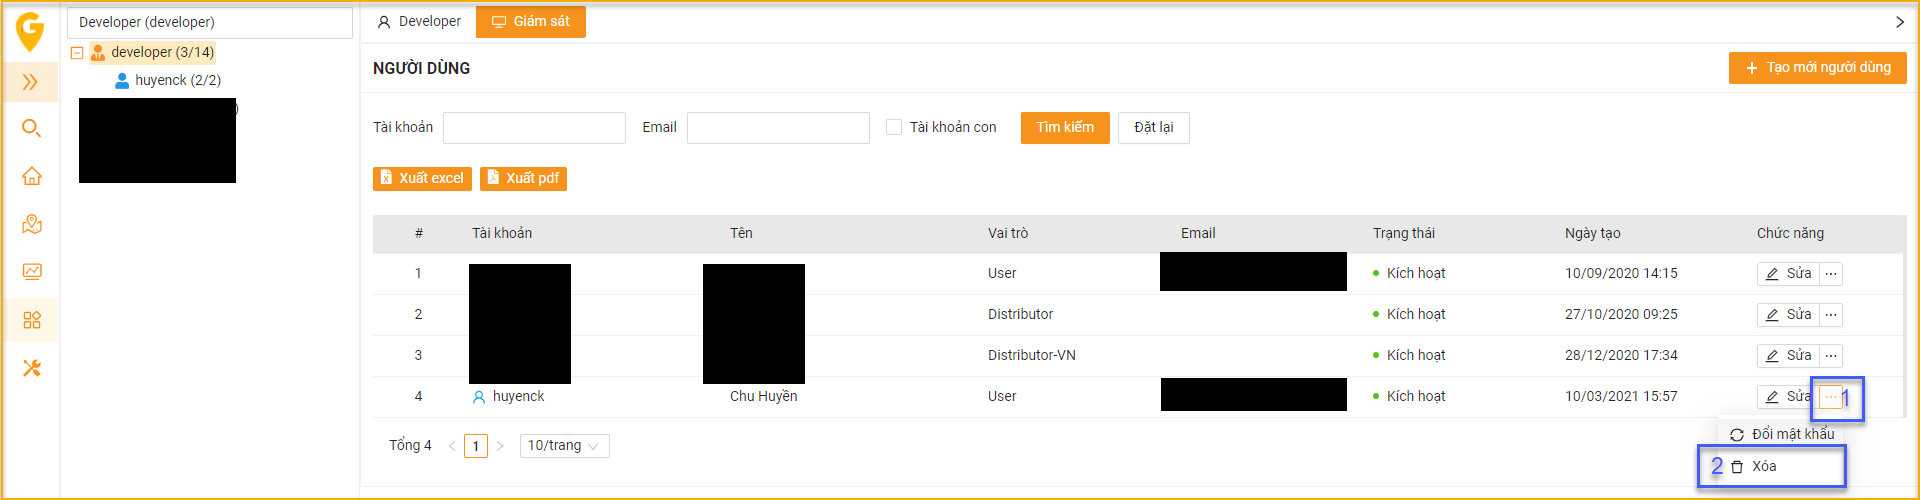 G
Developer (developer)
developer (3/14)
huyenck (2/2)
Developer
Giám sát
NGƯỜI DÙNG
+ Tạo mới người dùng
Tài khoản
Email
Tài khoản con
Tìm kiếm
Đặt lại
Xuất excel
Xuất pdf
# Tài khoản Tên Vai trò Email Trạng thái Ngày tạo Chức năng
1 User Kích hoạt 10/09/2020 14:15 Sửa ...
2 Distributor Kích hoạt 27/10/2020 09:25 Sửa ...
3 Distributor-VN Kích hoạt 28/12/2020 17:34 Sửa ...
4 huyenck Chu Huyền User Kích hoạt 10/03/2021 15:57 Sửa ... 1
Tổng 4 < 1 > 10/trang
Đổi mật khẩu
2 Xóa